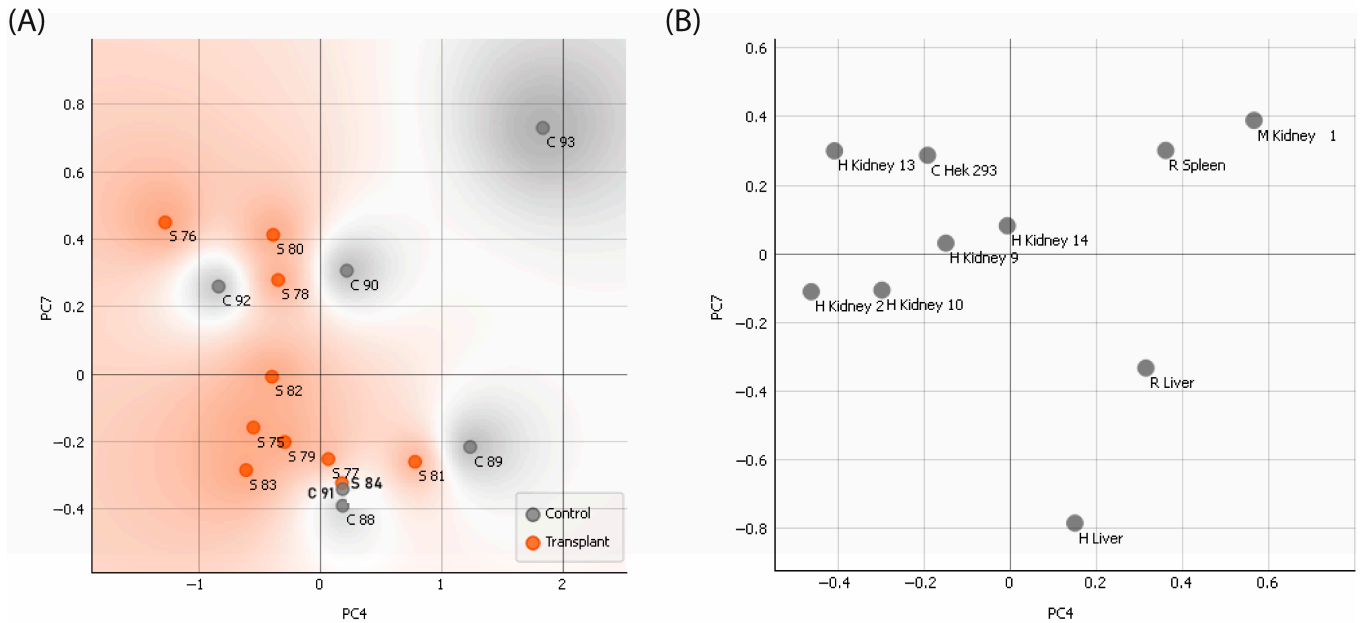 (A)
(B)
0.8
0.6
0.4
0.2
0
−0.2
−0.4
PC7
C 93
S 76
S 80
C 90
S 78
C 92
S 82
S 75
S 79
S 83
S 77
S 81
C 89
S 84
C 91
C 88
Control
Transplant
−1
0
1
2
PC4
0.6
0.4
0.2
0
−0.2
−0.4
−0.6
−0.8
PC7
M Kidney 1
H Kidney 13
C Hek 293
R Spleen
H Kidney 14
H Kidney 9
H Kidney 2
H Kidney 10
R Liver
H Liver
−0.4
−0.2
0
0.2
0.4
0.6
PC4